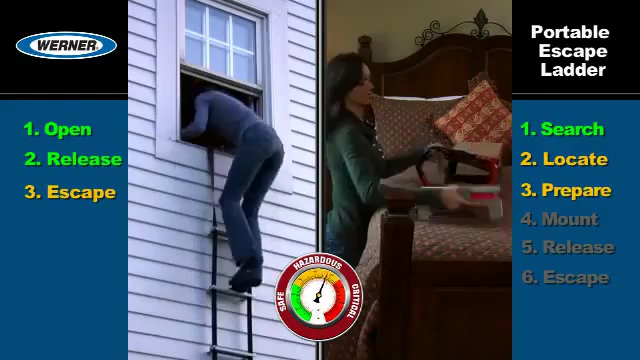 WERNER
1. Open
2. Release
3. Escape
Portable
Escape
Ladder
1. Search
2. Locate
3. Prepare
4. Mount
5. Release
6. Escape
SAFE HAZARDOUS CRITICAL